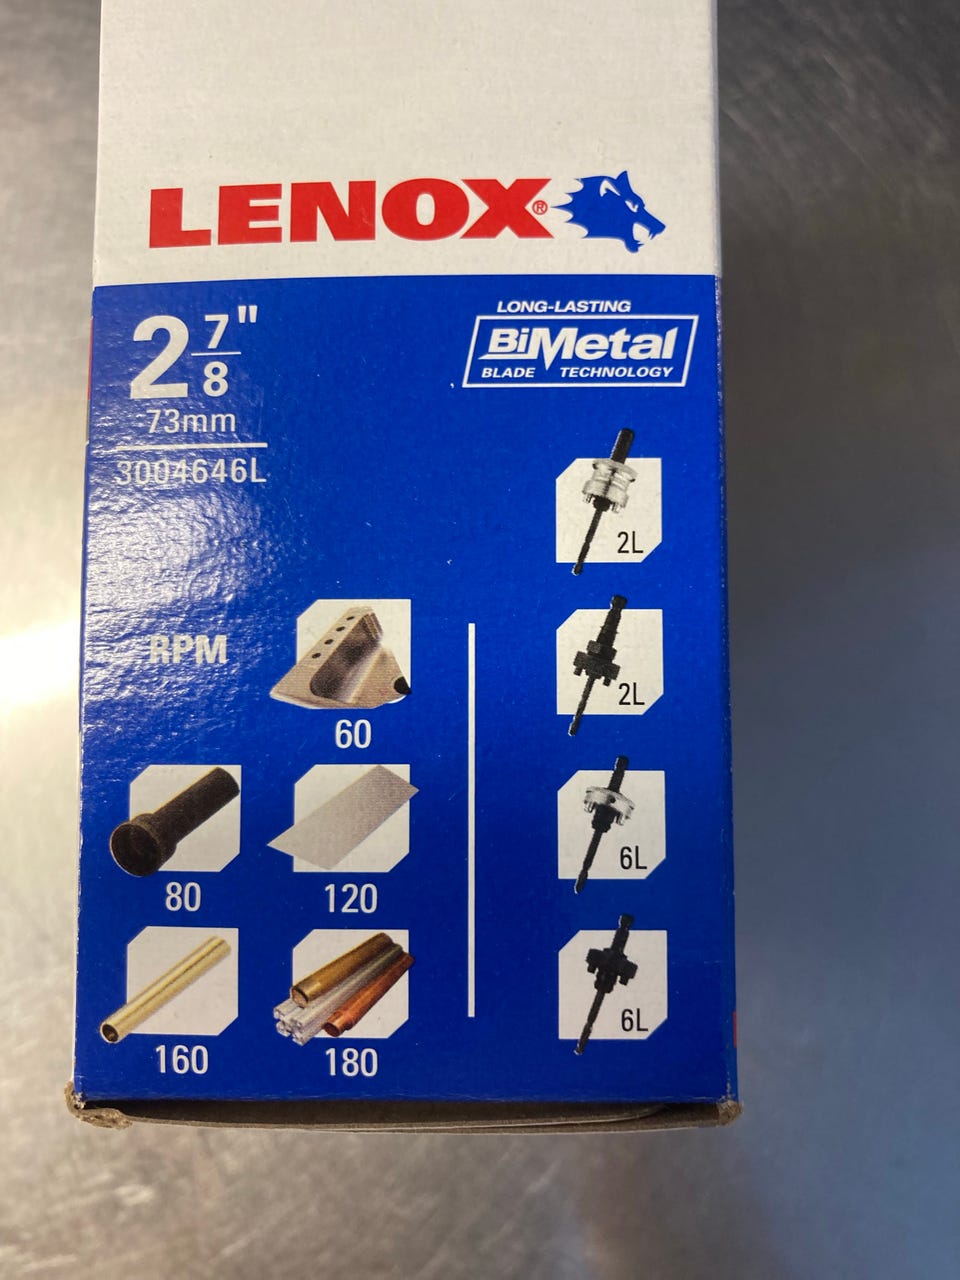 LENOX®
2 7/8"
73mm
3004646L
LONG-LASTING
BiMetal
BLADE TECHNOLOGY
RPM
60
80
120
160
180
2L
2L
6L
6L